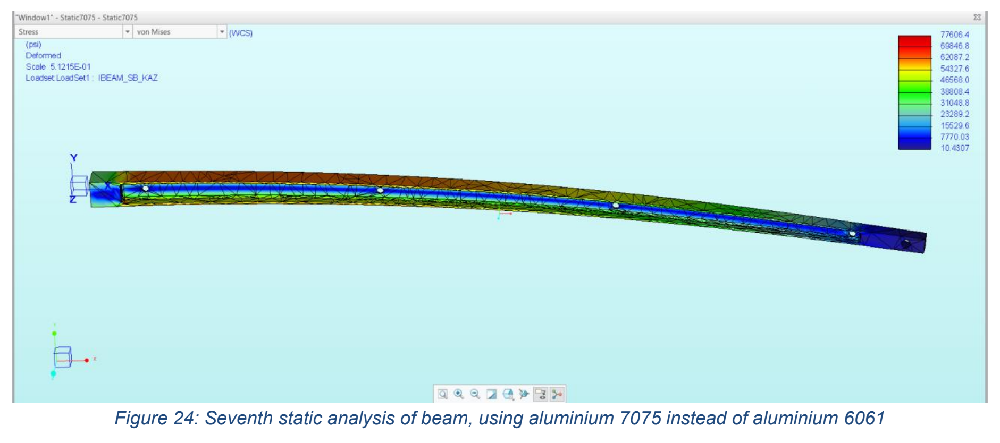 "Window1" - Static7075 - Static7075
Stress von Mises (WCS)
(psi)
Deformed
Scale 5.1215E-01
Loadset:LoadSet1 : IBEAM_SB_KAZ
77606.4
69846.8
62087.2
54327.6
46568.0
38808.4
31048.8
23289.2
15529.6
7770.03
10.4307
Y
X
Z
x
Figure 24: Seventh static analysis of beam, using aluminium 7075 instead of aluminium 6061